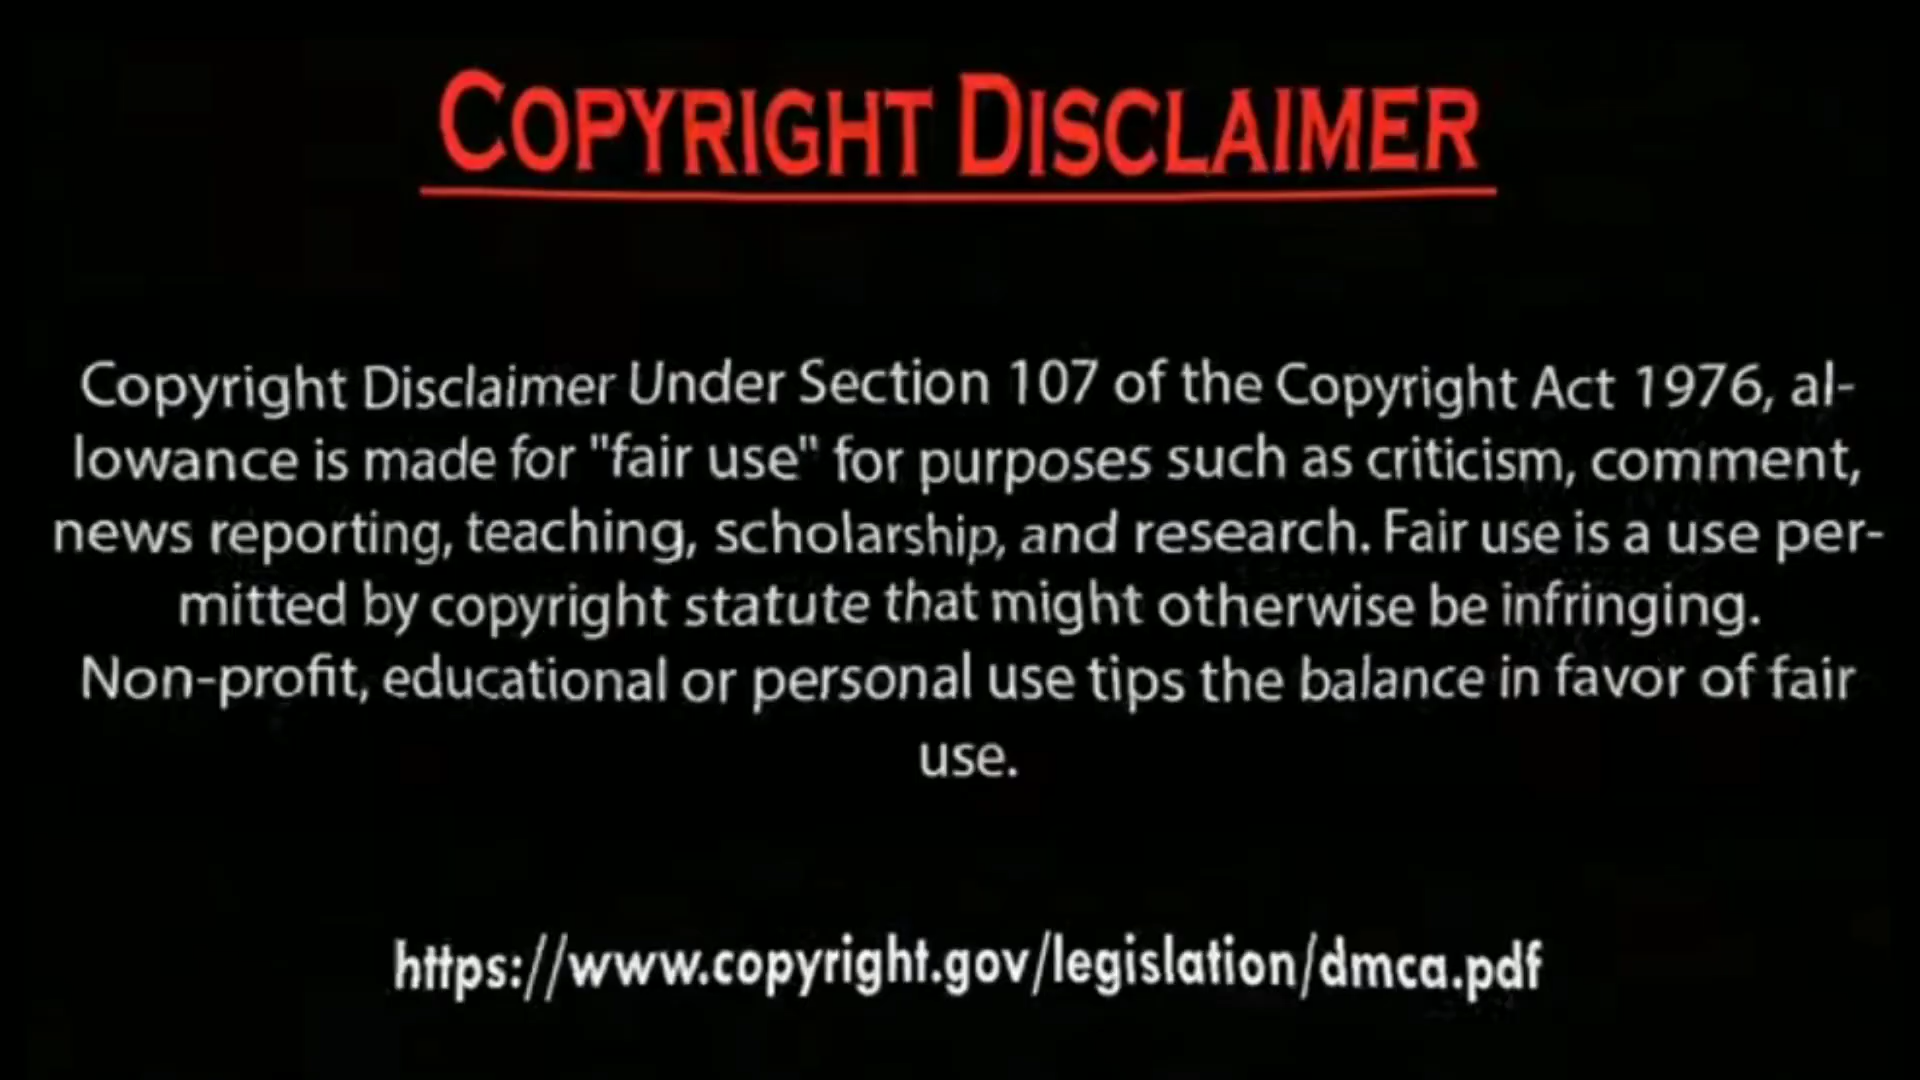 COPYRIGHT DISCLAIMER
Copyright Disclaimer Under Section 107 of the Copyright Act 1976, al-
lowance is made for "fair use" for purposes such as criticism, comment,
news reporting, teaching, scholarship, and research. Fair use is a use per-
mitted by copyright statute that might otherwise be infringing.
Non-profit, educational or personal use tips the balance in favor of fair
use.
https://www.copyright.gov/legislation/dmca.pdf